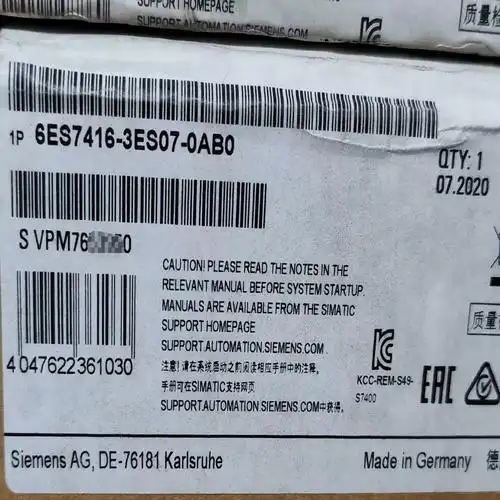 SUPPORT HOMEPAGE
SUPPORT.AUTOMATION.SIEMENS.COM
1P 6ES7416-3ES07-0AB0
QTY: 1
07.2020
S VPM76 0
CAUTION! PLEASE READ THE NOTES IN THE
RELEVANT MANUAL BEFORE SYSTEM STARTUP.
MANUALS ARE AVAILABLE FROM THE SIMATIC
SUPPORT HOMEPAGE
SUPPORT.AUTOMATION.SIEMENS.COM
注意!请在系统启动之前阅读相应手册中的注释。
手册可在SIMATIC支持网页
SUPPORT.AUTOMATION.SIEMENS.COM中获得。
4 047622 361030
KCC-REM-S49-
S7400
EAC
质量
Siemens AG, DE-76181 Karlsruhe
Made in Germany 德